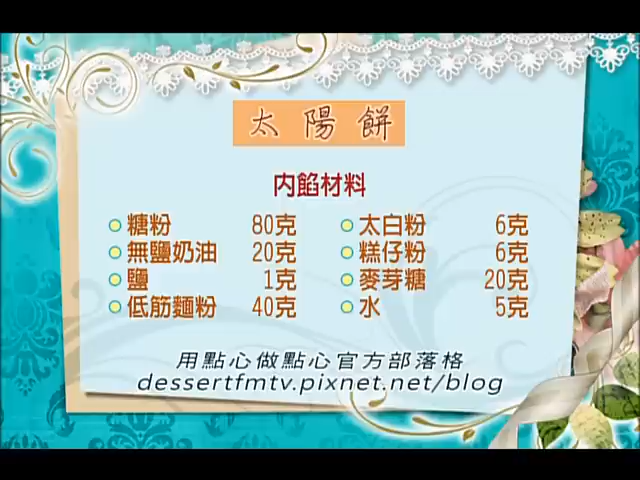 太陽餅
內餡材料
糖粉 80克 太白粉 6克
無鹽奶油 20克 糕仔粉 6克
鹽 1克 麥芽糖 20克
低筋麵粉 40克 水 5克
用點心做點心官方部落格
dessertfmtv.pixnet.net/blog